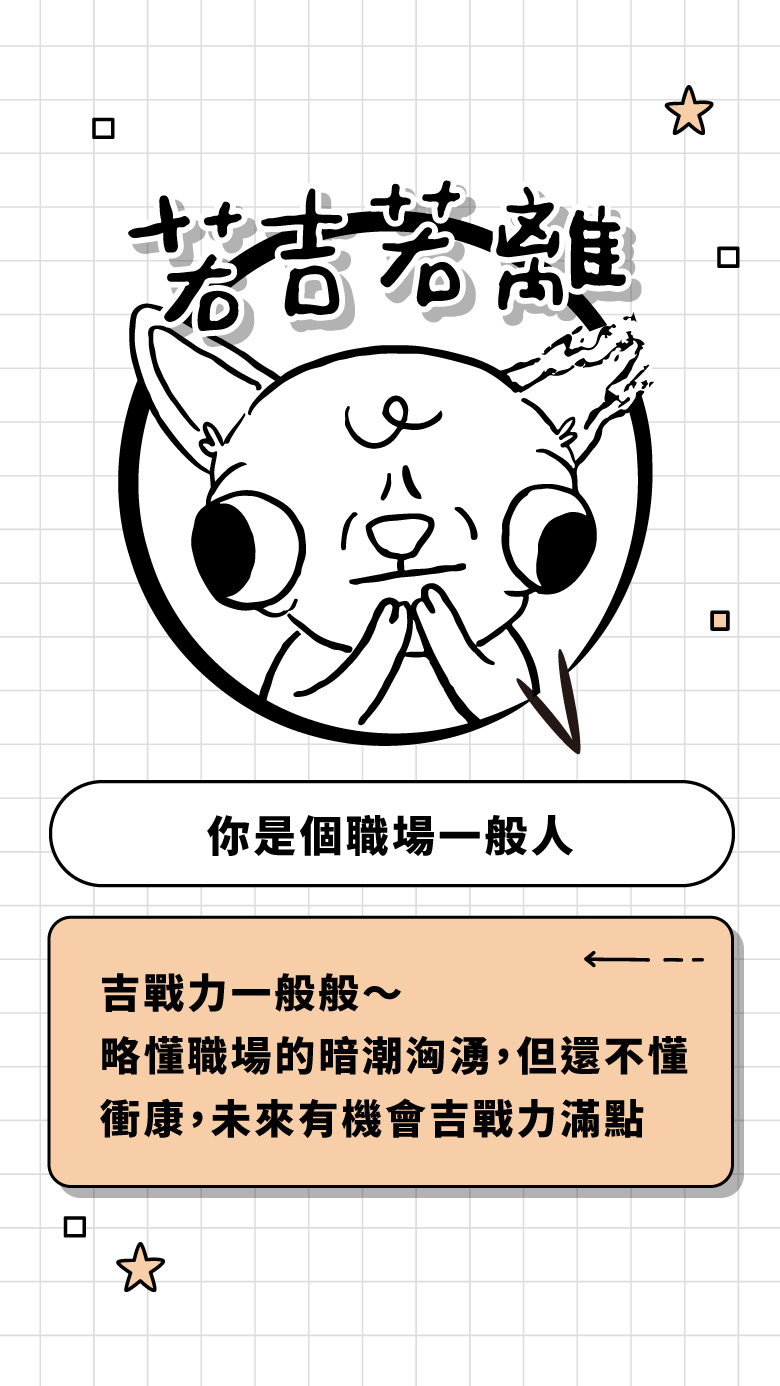 若吉若離
你是個職場一般人
吉戰力一般般～
略懂職場的暗潮洶湧，但還不懂
衝康，未來有機會吉戰力滿點